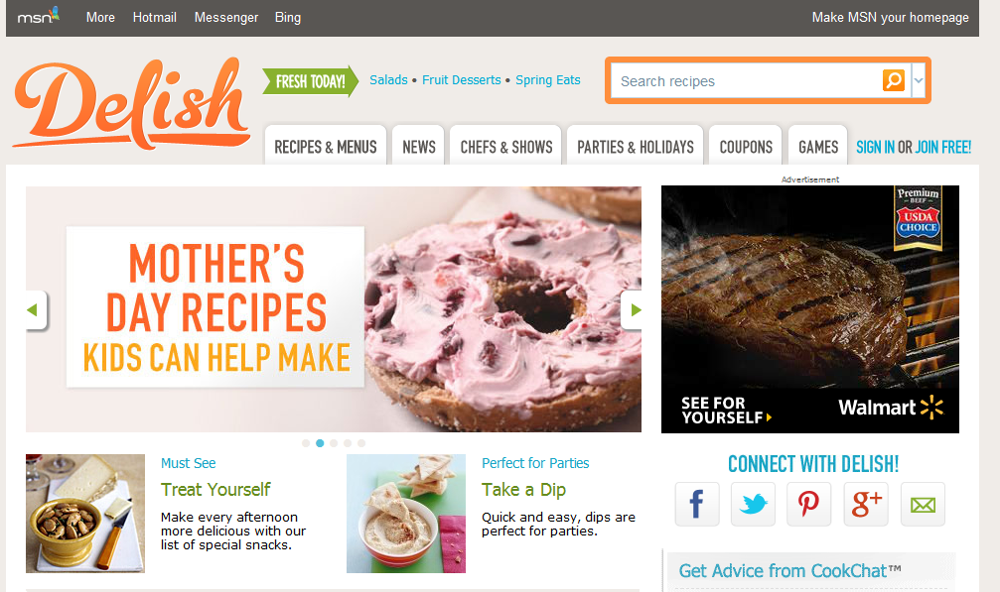 msn More Hotmail Messenger Bing Make MSN your homepage
Delish
FRESH TODAY! Salads • Fruit Desserts • Spring Eats
Search recipes
RECIPES & MENUS NEWS CHEFS & SHOWS PARTIES & HOLIDAYS COUPONS GAMES SIGN IN OR JOIN FREE!
MOTHER'S
DAY RECIPES
KIDS CAN HELP MAKE
Advertisement
Premium
BEEF
USDA
CHOICE
SEE FOR
YOURSELF
Walmart
Must See
Treat Yourself
Make every afternoon
more delicious with our
list of special snacks.
Perfect for Parties
Take a Dip
Quick and easy, dips are
perfect for parties.
CONNECT WITH DELISH!
f
g+
Get Advice from CookChat™